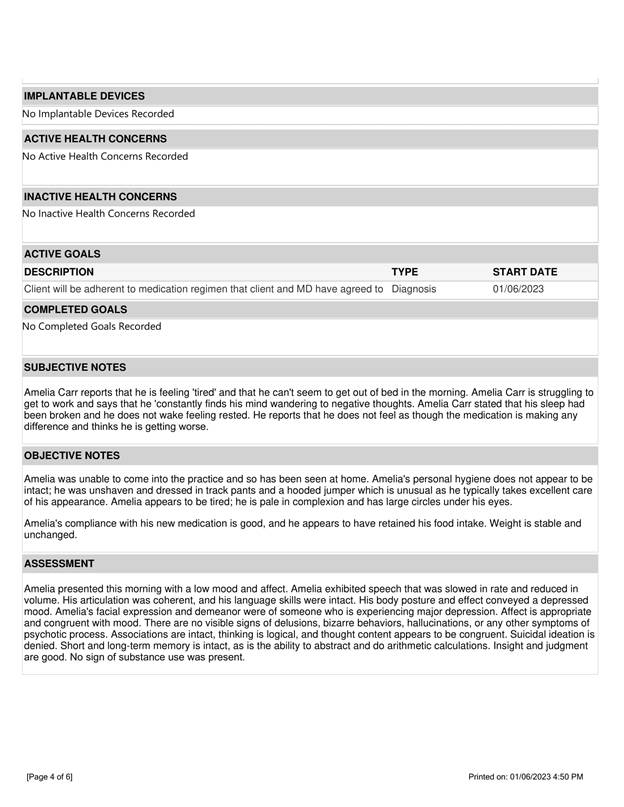 IMPLANTABLE DEVICES
No Implantable Devices Recorded
ACTIVE HEALTH CONCERNS
No Active Health Concerns Recorded
INACTIVE HEALTH CONCERNS
No Inactive Health Concerns Recorded
ACTIVE GOALS
DESCRIPTION TYPE START DATE
Client will be adherent to medication regimen that client and MD have agreed to Diagnosis 01/06/2023
COMPLETED GOALS
No Completed Goals Recorded
SUBJECTIVE NOTES
Amelia Carr reports that he is feeling 'tired' and that he can't seem to get out of bed in the morning. Amelia Carr is struggling to
get to work and says that he 'constantly finds his mind wandering to negative thoughts. Amelia Carr stated that his sleep had
been broken and he does not wake feeling rested. He reports that he does not feel as though the medication is making any
difference and thinks he is getting worse.
OBJECTIVE NOTES
Amelia was unable to come into the practice and so has been seen at home. Amelia's personal hygiene does not appear to be
intact; he was unshaven and dressed in track pants and a hooded jumper which is unusual as he typically takes excellent care
of his appearance. Amelia appears to be tired; he is pale in complexion and has large circles under his eyes.
Amelia's compliance with his new medication is good, and he appears to have retained his food intake. Weight is stable and
unchanged.
ASSESSMENT
Amelia presented this morning with a low mood and affect. Amelia exhibited speech that was slowed in rate and reduced in
volume. His articulation was coherent, and his language skills were intact. His body posture and effect conveyed a depressed
mood. Amelia's facial expression and demeanor were of someone who is experiencing major depression. Affect is appropriate
and congruent with mood. There are no visible signs of delusions, bizarre behaviors, hallucinations, or any other symptoms of
psychotic process. Associations are intact, thinking is logical, and thought content appears to be congruent. Suicidal ideation is
denied. Short and long-term memory is intact, as is the ability to abstract and do arithmetic calculations. Insight and judgment
are good. No sign of substance use was present.
[Page 4 of 6] Printed on: 01/06/2023 4:50 PM